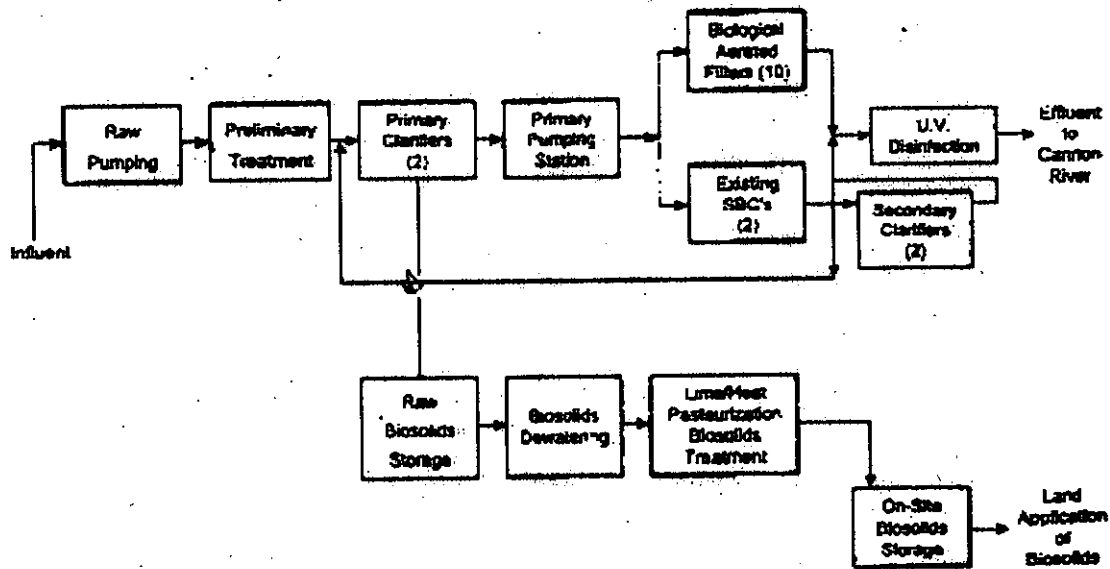 Biological
Aerated
Filters (10)
Raw
Pumping
Preliminary
Treatment
Primary
Clarifiers
(2)
Primary
Pumping
Station
U.V.
Disinfection
Effluent
to
Cannon
River
Existing
SBC's
(2)
Secondary
Clarifiers
(2)
Influent
Raw
Biosolids
Storage
Biosolids
Dewatering
Lime/Heat
Pasteurization
Biosolids
Treatment
On-Site
Biosolids
Storage
Land
Application
of
Biosolids